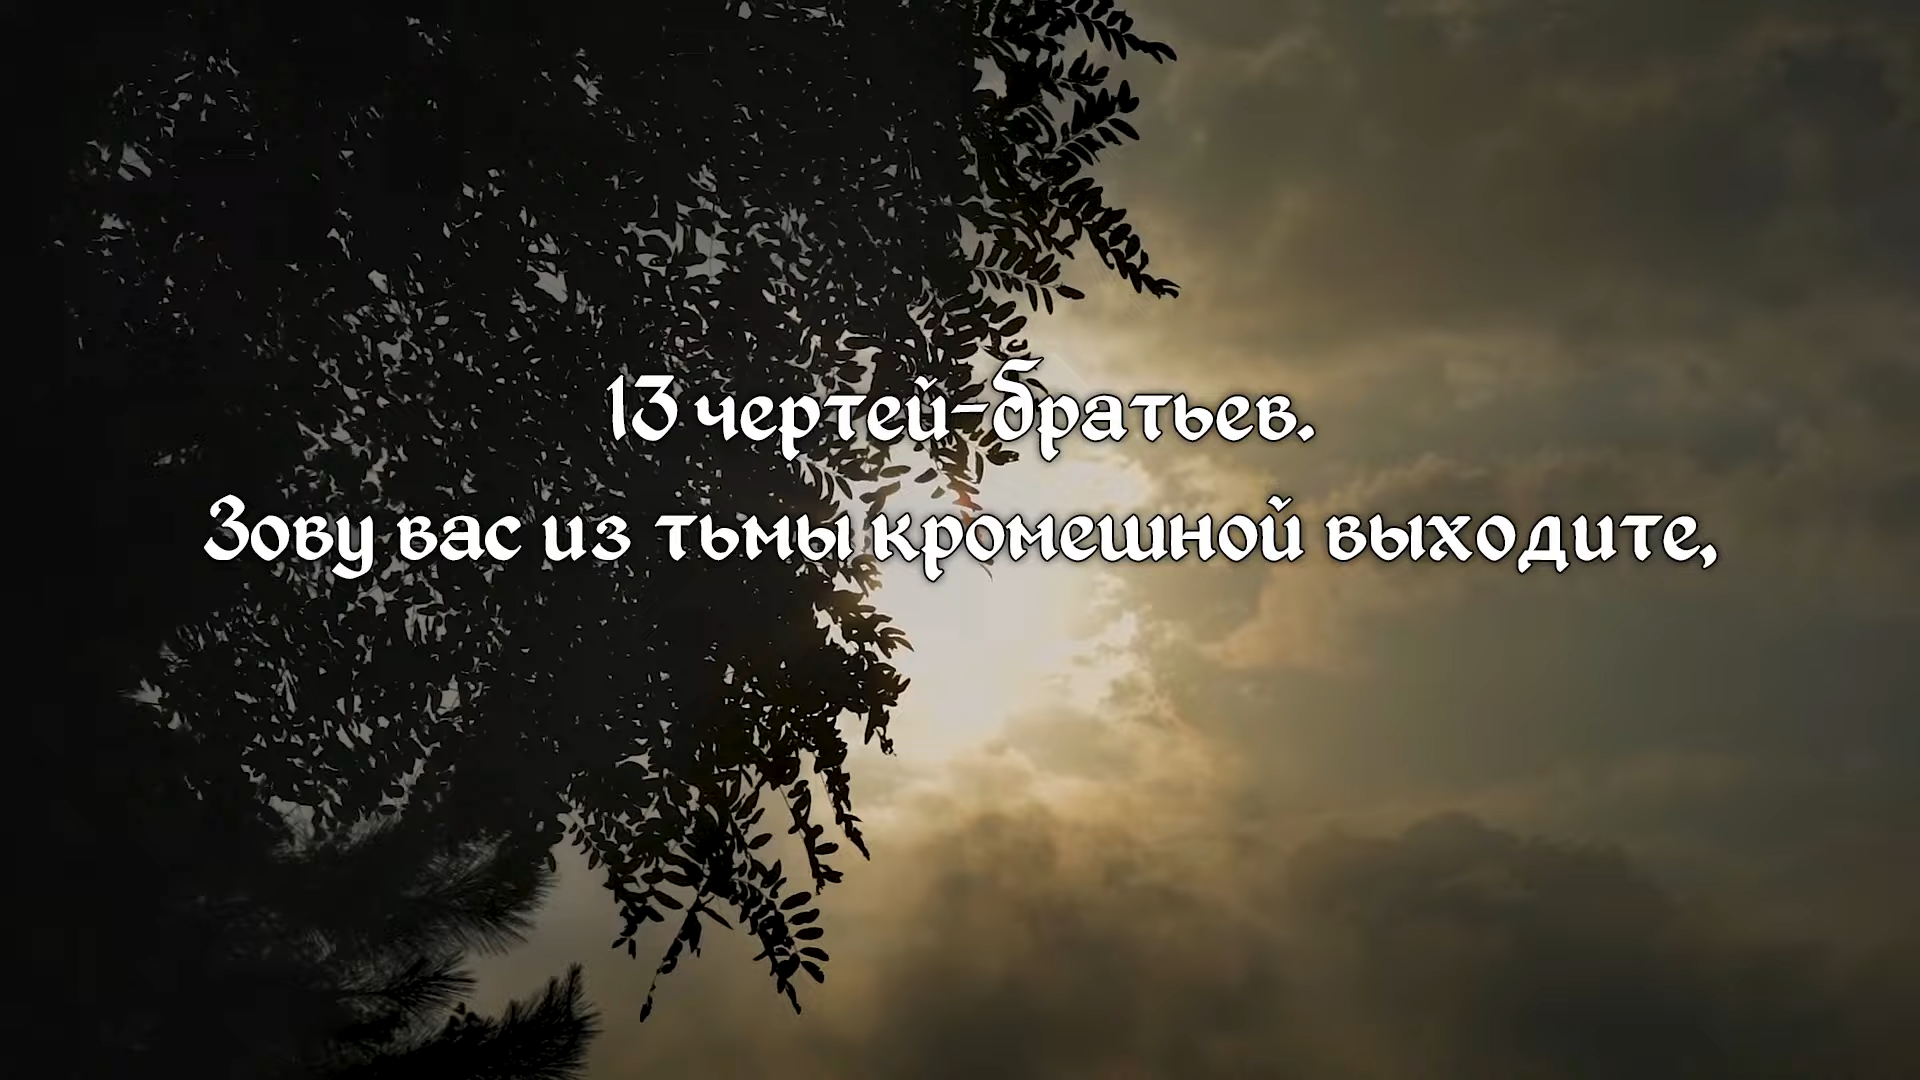 13 чертей-братьев.
Зову вас из тьмы кромешной выходите,